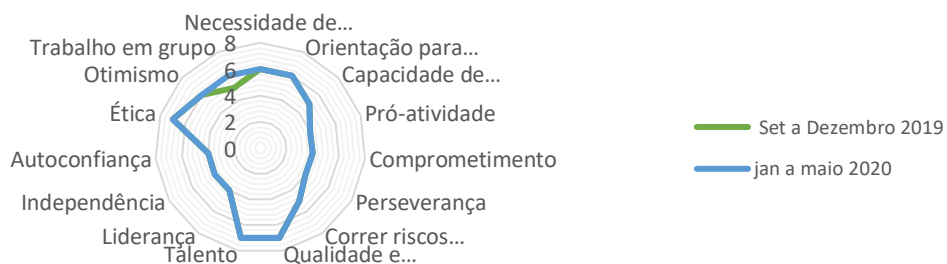 Necessidade de...
Orientação para...
Capacidade de...
Pró-atividade
Comprometimento
Perseverança
Correr riscos...
Qualidade e...
Talento
Liderança
Independência
Autoconfiança
Ética
Otimismo
Trabalho em grupo
8
6
4
2
0
Set a Dezembro 2019
jan a maio 2020